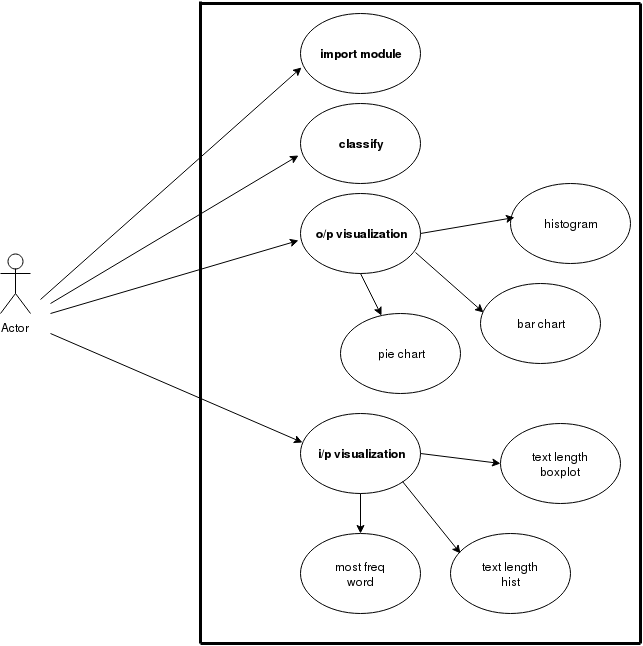 import module
classify
o/p visualization
histogram
Actor
bar chart
pie chart
i/p visualization
text length
boxplot
most freq
word
text length
hist